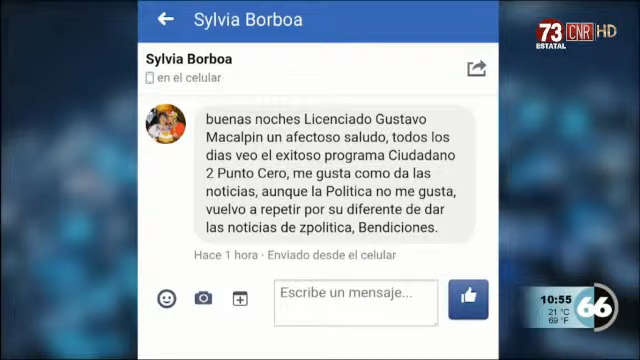 Sylvia Borboa
73 CNR HD
ESTATAL
Sylvia Borboa
en el celular
buenas noches Licenciado Gustavo
Macalpin un afectoso saludo, todos los
dias veo el exitoso programa Ciudadano
2 Punto Cero, me gusta como da las
noticias, aunque la Politica no me gusta,
vuelvo a repetir por su diferente de dar
las noticias de zpolitica, Bendiciones.
Hace 1 hora · Enviado desde el celular
Escribe un mensaje...
10:55
21 °C
69 °F
66